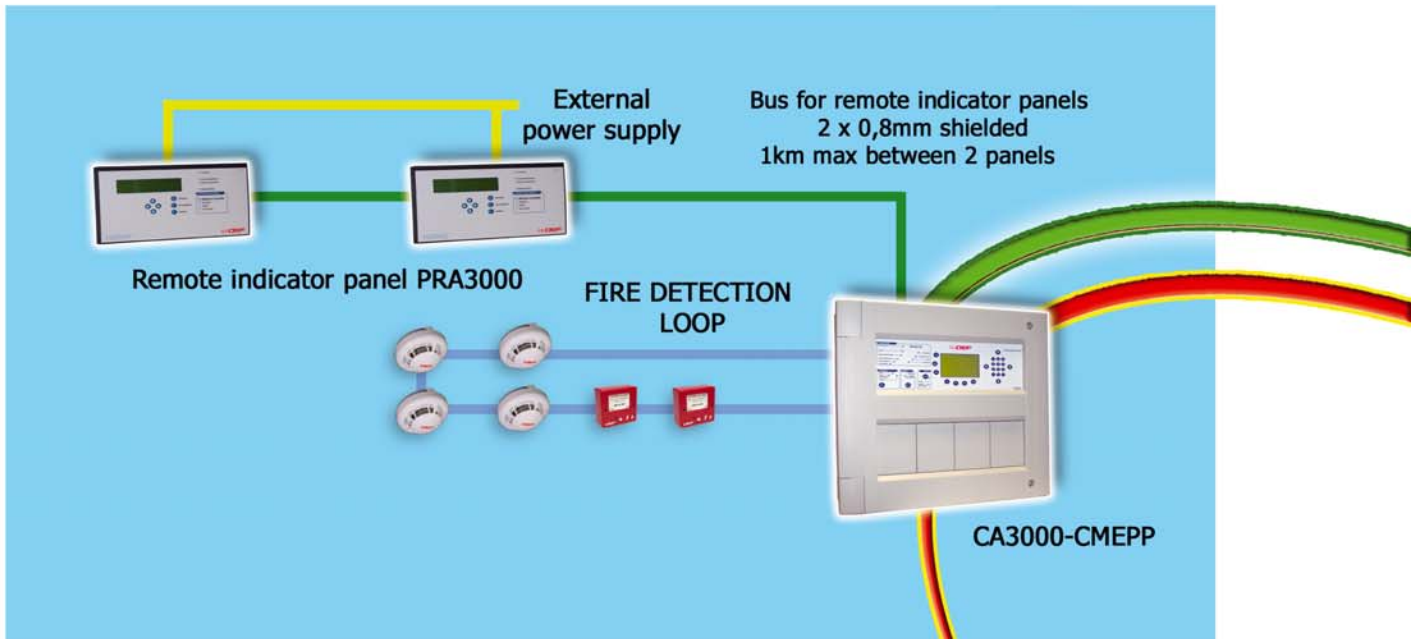 External
power supply
Bus for remote indicator panels
2 x 0,8mm shielded
1km max between 2 panels
Remote indicator panel PRA3000
FIRE DETECTION
LOOP
CA3000-CMEPP